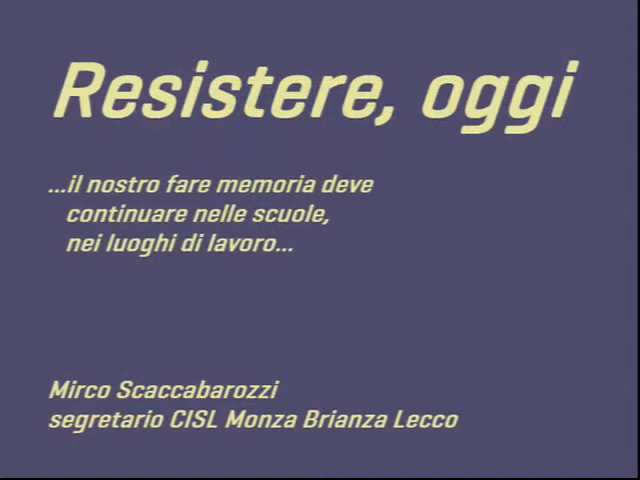 Resistere, oggi
...il nostro fare memoria deve
continuare nelle scuole,
nei luoghi di lavoro...
Mirco Scaccabarozzi
segretario CISL Monza Brianza Lecco